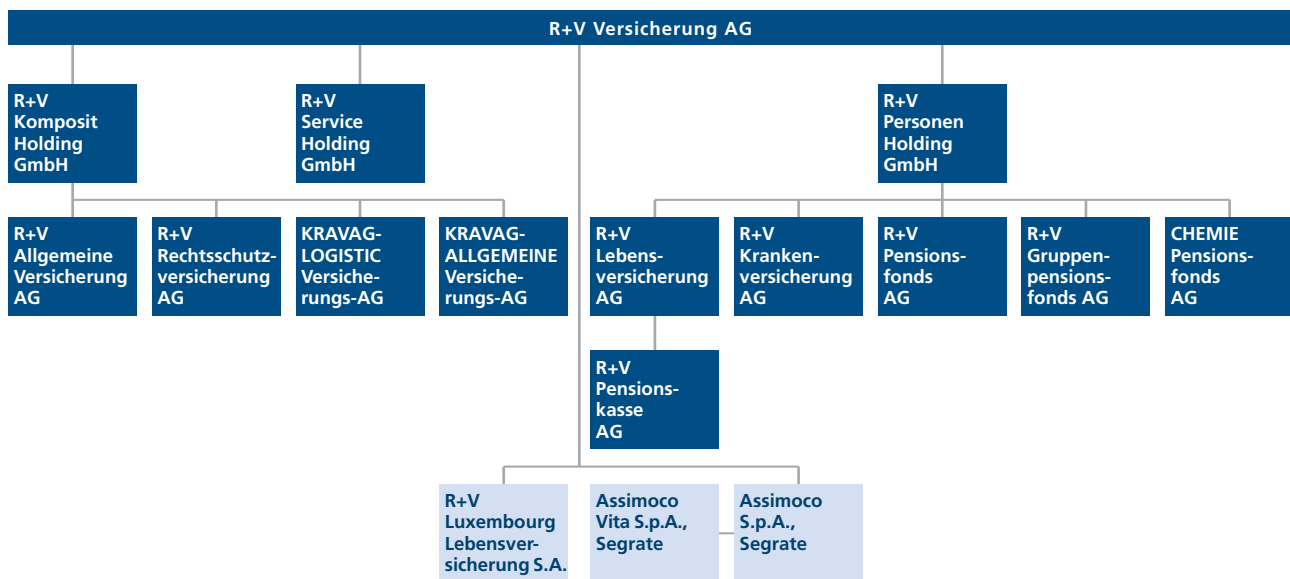 R+V Versicherung AG
R+V
Komposit
Holding
GmbH
R+V
Service
Holding
GmbH
R+V
Personen
Holding
GmbH
R+V
Allgemeine
Versicherung
AG
R+V
Rechtsschutz-
versicherung
AG
KRAVAG-
LOGISTIC
Versiche-
rungs-AG
KRAVAG-
ALLGEMEINE
Versiche-
rungs-AG
R+V
Lebens-
versicherung
AG
R+V
Kranken-
versicherung
AG
R+V
Pensions-
fonds
AG
R+V
Gruppen-
pensions-
fonds AG
CHEMIE
Pensions-
fonds
AG
R+V
Pensions-
kasse
AG
R+V
Luxembourg
Lebensver-
sicherung S.A.
Assimoco
Vita S.p.A.,
Segrate
Assimoco
S.p.A.,
Segrate